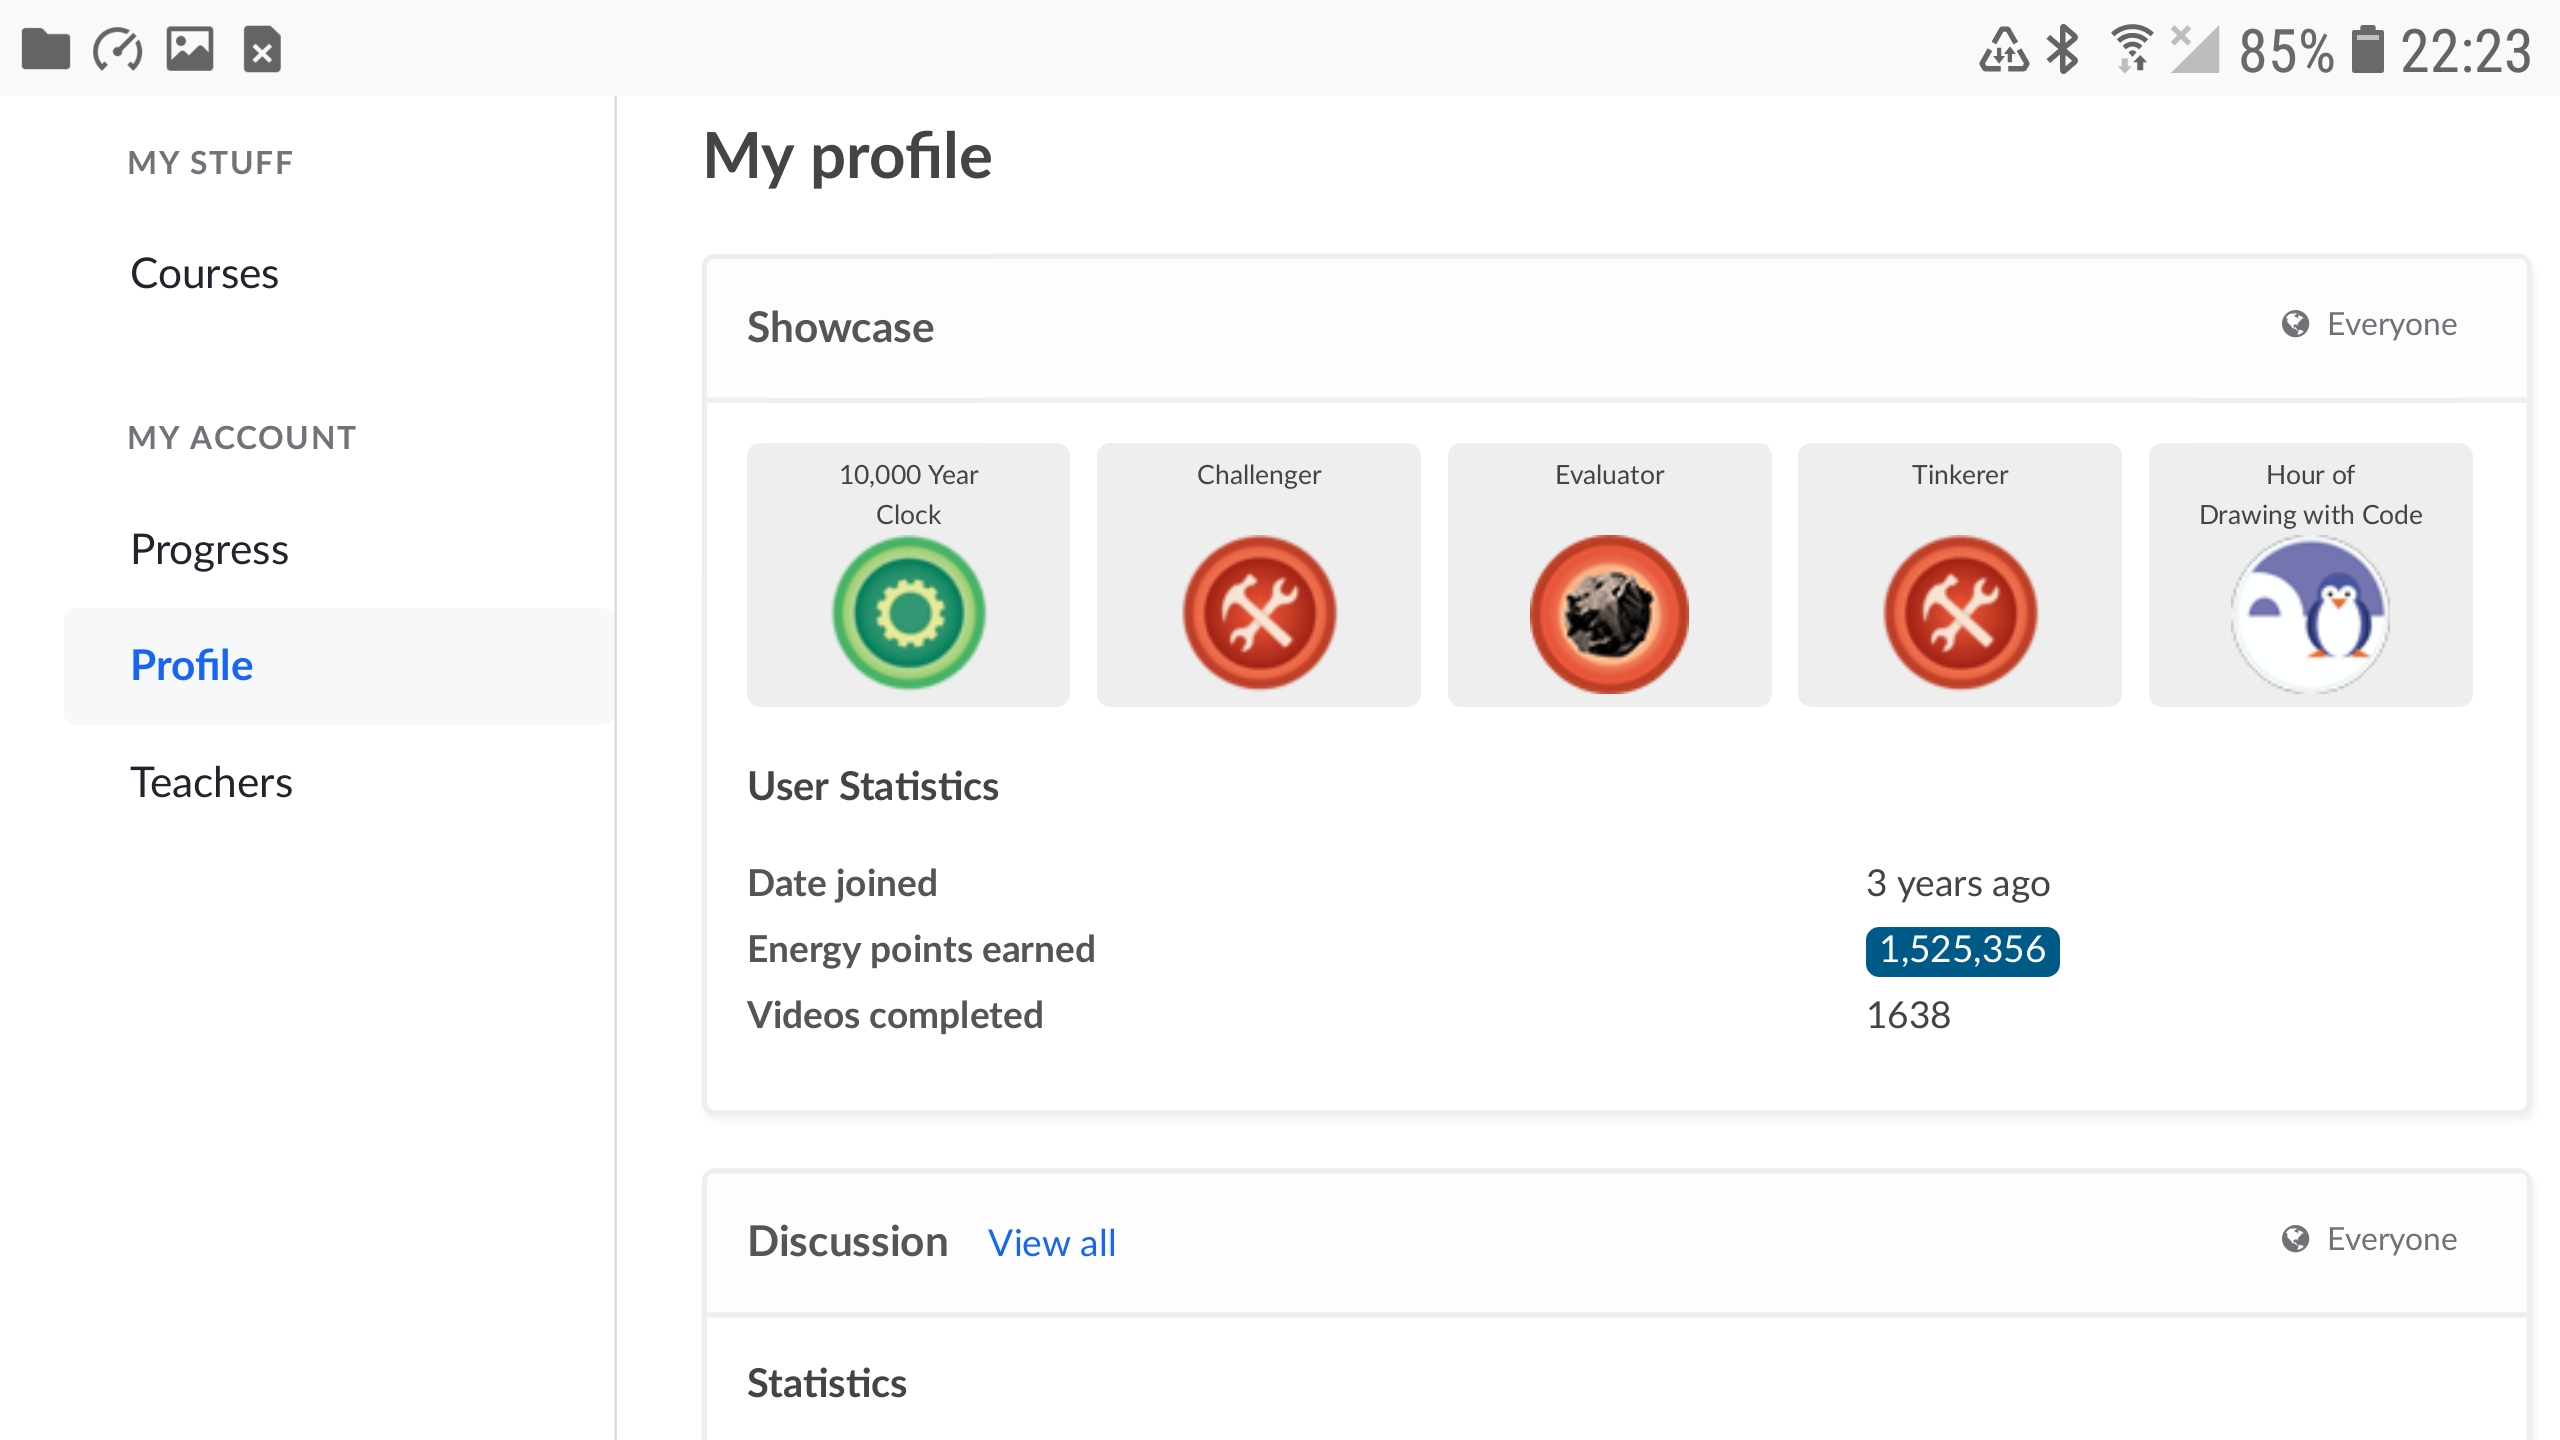 85% 22:23
MY STUFF
Courses
MY ACCOUNT
Progress
Profile
Teachers
My profile
Showcase
Everyone
10,000 Year
Clock
Challenger
Evaluator
Tinkerer
Hour of
Drawing with Code
User Statistics
Date joined 3 years ago
Energy points earned 1,525,356
Videos completed 1638
Discussion View all
Everyone
Statistics